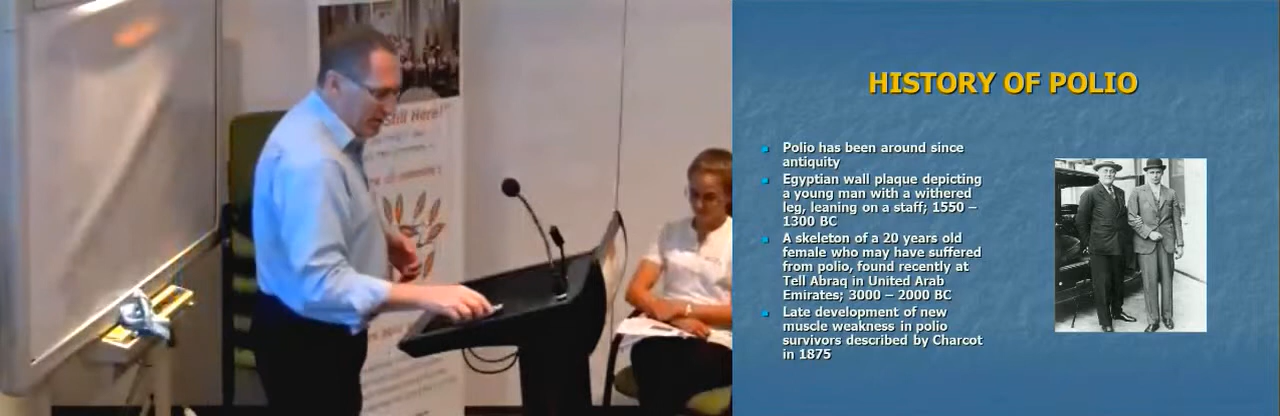 Still Here!"
HISTORY OF POLIO
Polio has been around since
antiquity
Egyptian wall plaque depicting
a young man with a withered
leg, leaning on a staff; 1550 –
1300 BC
A skeleton of a 20 years old
female who may have suffered
from polio, found recently at
Tell Abraq in United Arab
Emirates; 3000 – 2000 BC
Late development of new
muscle weakness in polio
survivors described by Charcot
in 1875